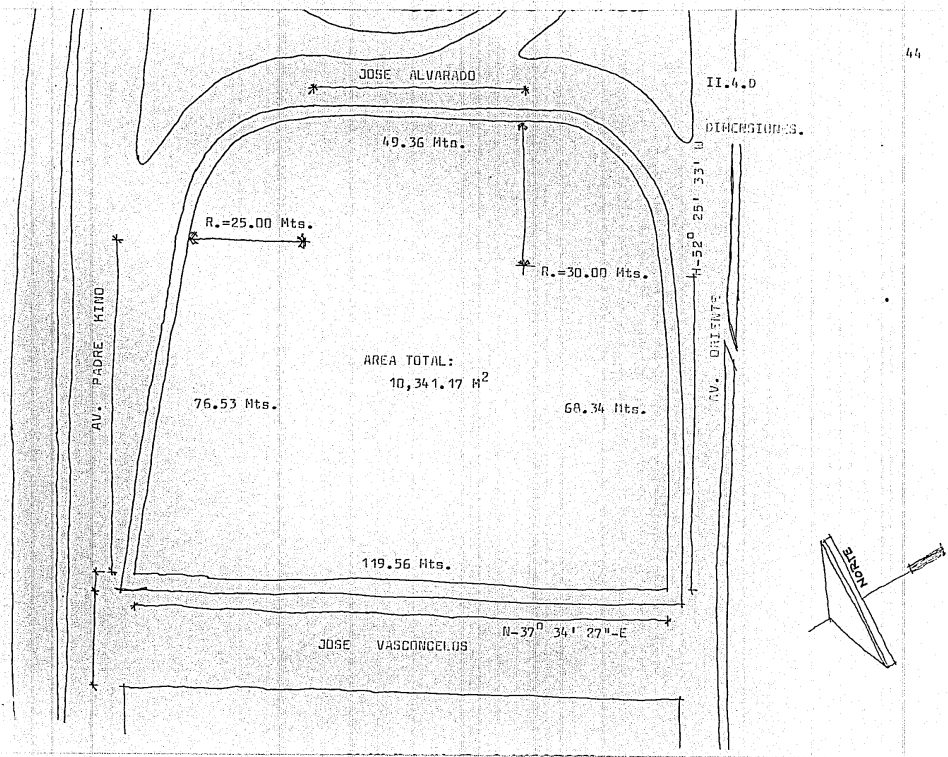 44
II.4.D
DIMENSIONES.
JOSE ALVARADO
49.36 Mts.
R.=25.00 Mts.
R.=30.00 Mts.
N-52° 25' 33" W
AV. PADRE KINO
AV. ORIENTE
AREA TOTAL:
10,341.17 M²
76.53 Mts.
68.34 Mts.
119.56 Mts.
N-37° 34' 27"-E
JOSE VASCONCELOS
NORTE